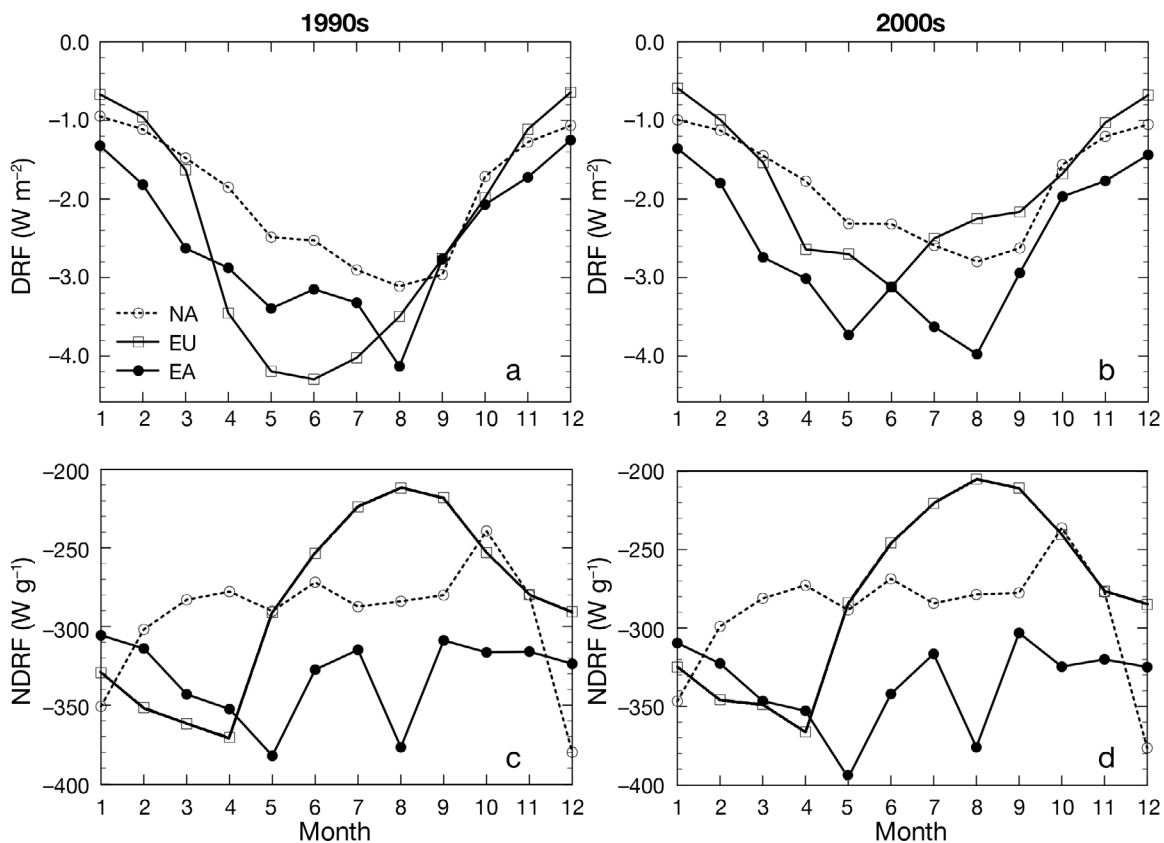 1990s
2000s
0.0
−1.0
−2.0
−3.0
−4.0
DRF (W m⁻²)
NA
EU
EA
a
1 2 3 4 5 6 7 8 9 10 11 12
0.0
−1.0
−2.0
−3.0
−4.0
DRF (W m⁻²)
b
1 2 3 4 5 6 7 8 9 10 11 12
−200
−250
−300
−350
−400
NDRF (W g⁻¹)
c
1 2 3 4 5 6 7 8 9 10 11 12
Month
−200
−250
−300
−350
−400
NDRF (W g⁻¹)
d
1 2 3 4 5 6 7 8 9 10 11 12
Month